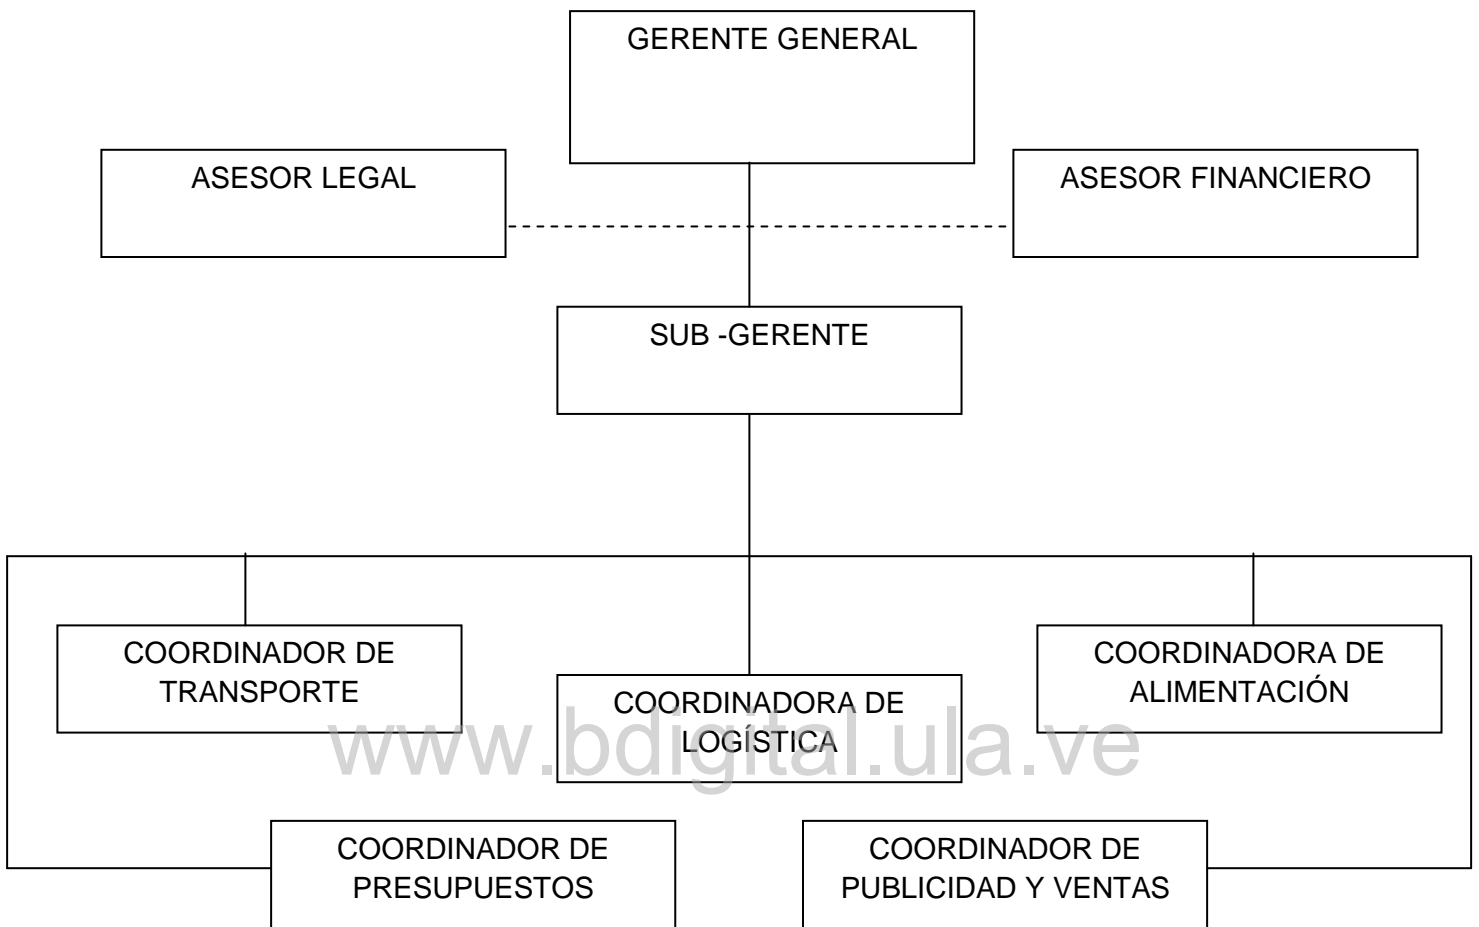 GERENTE GENERAL
ASESOR LEGAL
ASESOR FINANCIERO
SUB -GERENTE
COORDINADOR DE
TRANSPORTE
COORDINADORA DE
LOGÍSTICA
COORDINADORA DE
ALIMENTACIÓN
www.bdigital.ula.ve
COORDINADOR DE
PRESUPUESTOS
COORDINADOR DE
PUBLICIDAD Y VENTAS